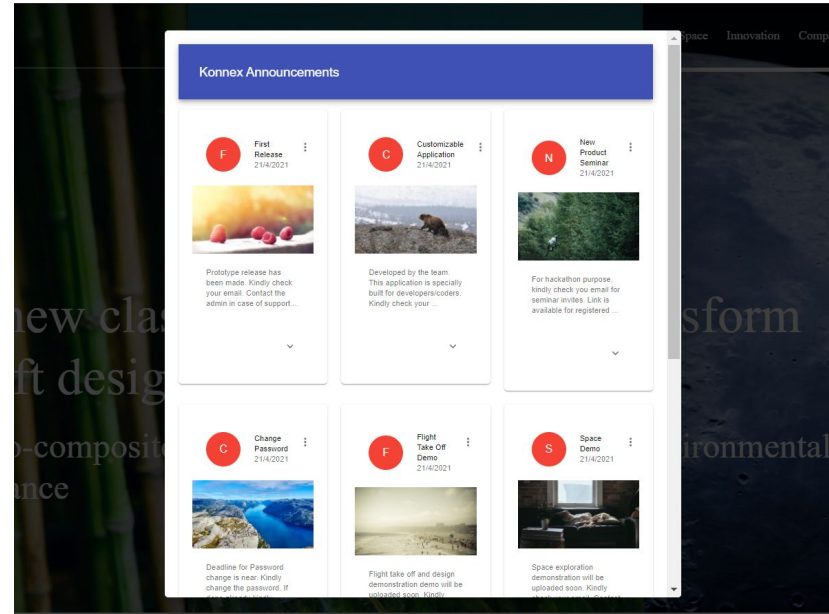 Space Innovation Comp
Konnex Announcements
F
First
Release
21/4/2021
Prototype release has
been made. Kindly check
your email. Contact the
admin in case of support ...
C
Customizable
Application
21/4/2021
Developed by the team.
This application is specially
built for developers/coders.
Kindly check your ...
N
New
Product
Seminar
21/4/2021
For hackathon purpose,
kindly check you email for
seminar invites. Link is
available for registered ...
new clas
sform
ft desig
o-composite
ironmental
ance
C
Change
Password
21/4/2021
Deadline for Password
change is near. Kindly
change the password. If
F
Flight
Take Off
Demo
21/4/2021
Flight take off and design
demonstration demo will be
uploaded soon. Kindly
S
Space
Demo
21/4/2021
Space exploration
demonstration will be
uploaded soon. Kindly